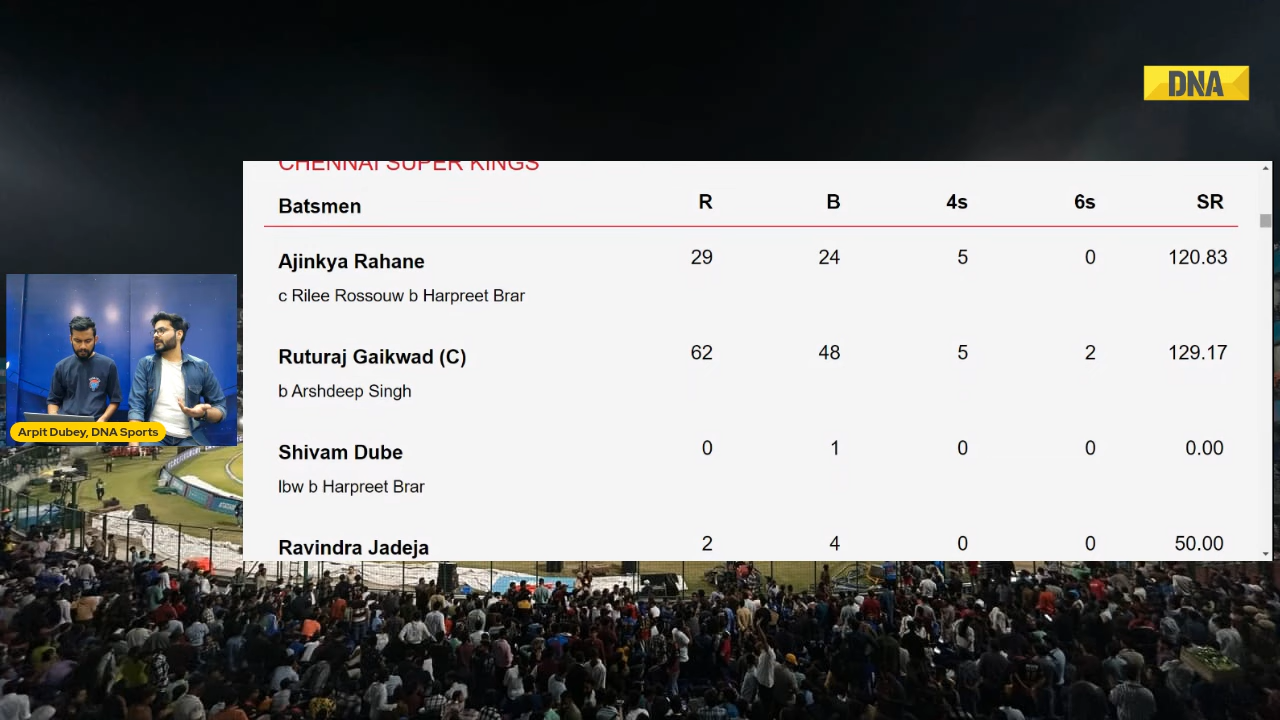 DNA
CHENNAI SUPER KINGS
Batsmen R B 4s 6s SR
Ajinkya Rahane 29 24 5 0 120.83
c Rilee Rossouw b Harpreet Brar
Ruturaj Gaikwad (C) 62 48 5 2 129.17
b Arshdeep Singh
Shivam Dube 0 1 0 0 0.00
lbw b Harpreet Brar
Ravindra Jadeja 2 4 0 0 50.00
Arpit Dubey, DNA Sports